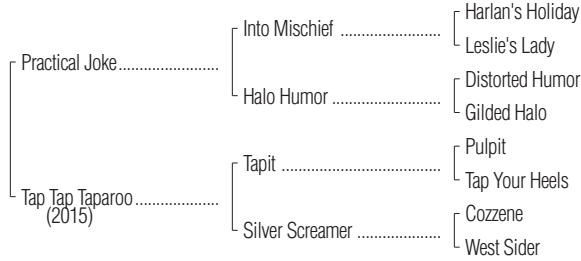 Harlan's Holiday
Into Mischief ....................
Leslie's Lady
Practical Joke....................
Distorted Humor
Halo Humor ......................
Gilded Halo
Pulpit
Tapit ................................
Tap Your Heels
Tap Tap Taparoo.................
(2015)
Cozzene
Silver Screamer .................
West Sider